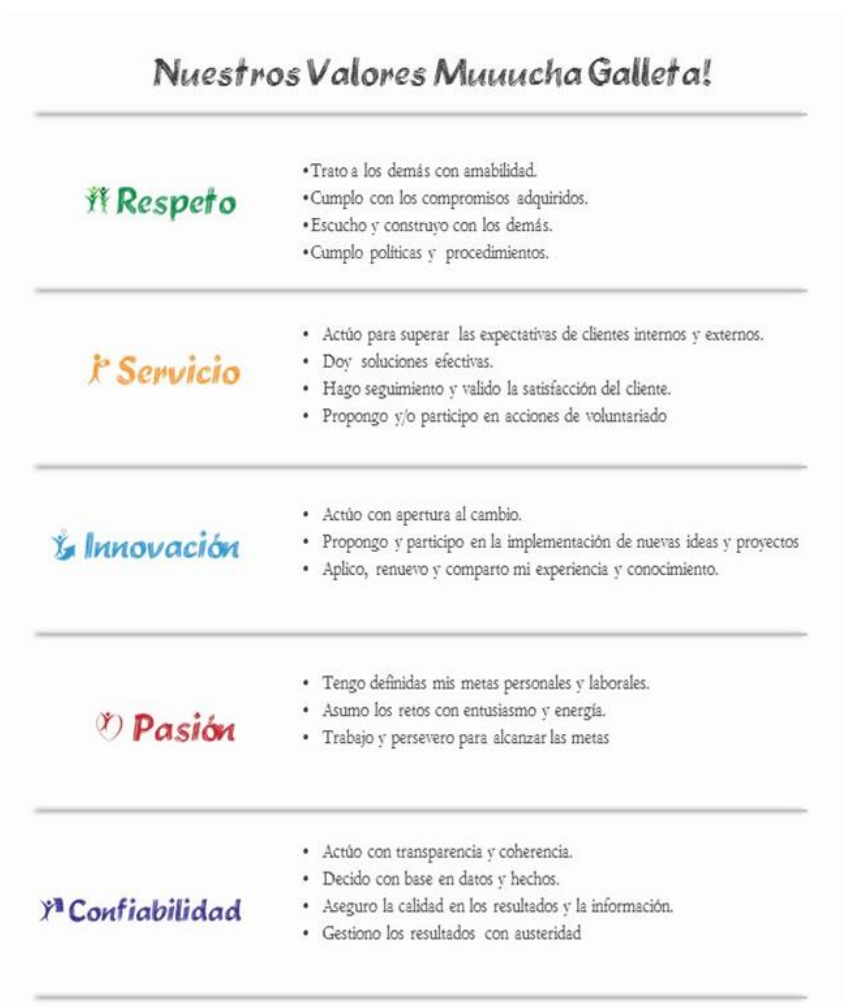 Nuestros Valores Muuucha Galleta!
Respeto
•Trato a los demás con amabilidad.
•Cumplo con los compromisos adquiridos.
•Escucho y construyo con los demás.
•Cumplo políticas y procedimientos.
Servicio
• Actúo para superar las expectativas de clientes internos y externos.
• Doy soluciones efectivas.
• Hago seguimiento y valido la satisfacción del cliente.
• Propongo y/o participo en acciones de voluntariado
Innovación
• Actúo con apertura al cambio.
• Propongo y participo en la implementación de nuevas ideas y proyectos
• Aplico, renuevo y comparto mi experiencia y conocimiento.
Pasión
• Tengo definidas mis metas personales y laborales.
• Asumo los retos con entusiasmo y energía.
• Trabajo y persevero para alcanzar las metas
Confiabilidad
• Actúo con transparencia y coherencia.
• Decido con base en datos y hechos.
• Aseguro la calidad en los resultados y la información.
• Gestiono los resultados con austeridad